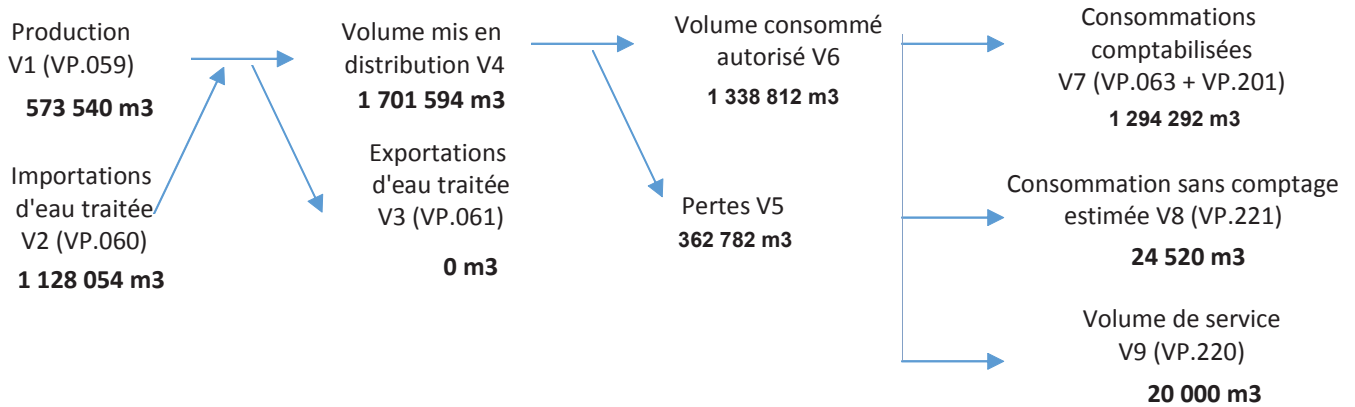 Production
V1 (VP.059)
573 540 m3
Importations
d'eau traitée
V2 (VP.060)
1 128 054 m3
Volume mis en
distribution V4
1 701 594 m3
Exportations
d'eau traitée
V3 (VP.061)
0 m3
Volume consommé
autorisé V6
1 338 812 m3
Pertes V5
362 782 m3
Consommations
comptabilisées
V7 (VP.063 + VP.201)
1 294 292 m3
Consommation sans comptage
estimée V8 (VP.221)
24 520 m3
Volume de service
V9 (VP.220)
20 000 m3